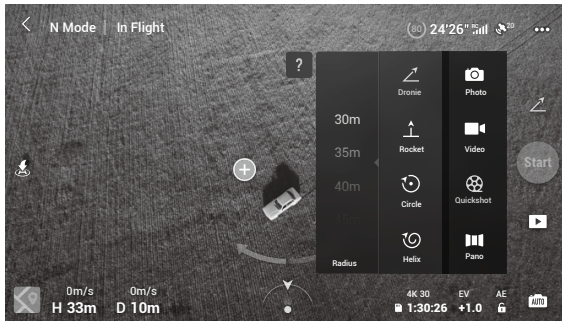 N Mode | In Flight
80 24'26" RC 20
?
Dronie
Photo
30m
Rocket
Video
35m
Start
40m
Circle
Quickshot
Helix
Pano
Radius
0m/s 0m/s
H 33m D 10m
4K 30 EV AE
1:30:26 +1.0
AUTO